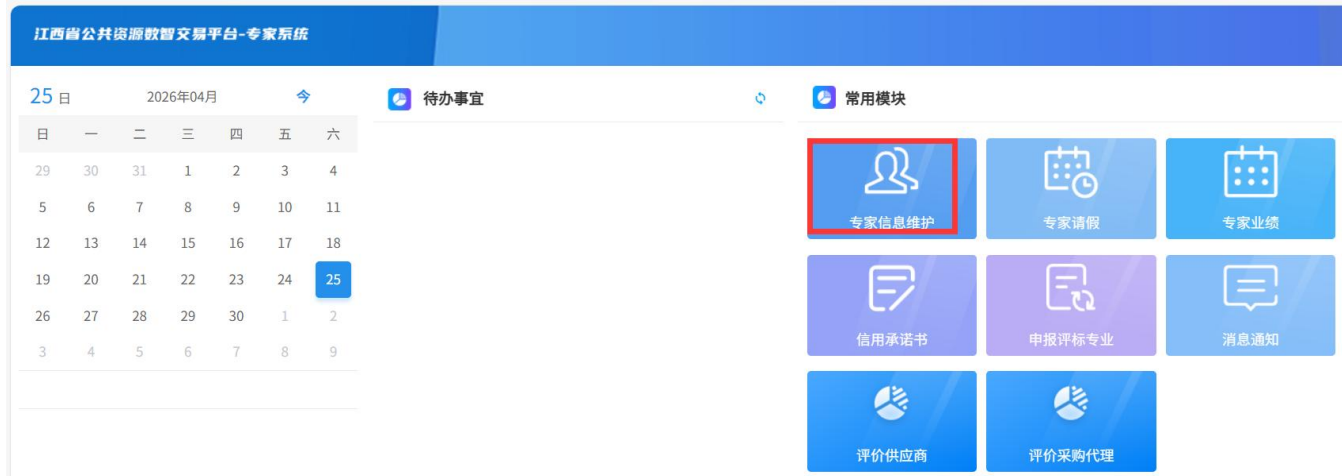 江西省公共资源数智交易平台-专家系统
25 日 2026年04月 今
日 一 二 三 四 五 六
29 30 31 1 2 3 4
5 6 7 8 9 10 11
12 13 14 15 16 17 18
19 20 21 22 23 24 25
26 27 28 29 30 1 2
3 4 5 6 7 8 9
待办事宜
常用模块
专家信息维护 专家请假 专家业绩
信用承诺书 申报评标专业 消息通知
评价供应商 评价采购代理